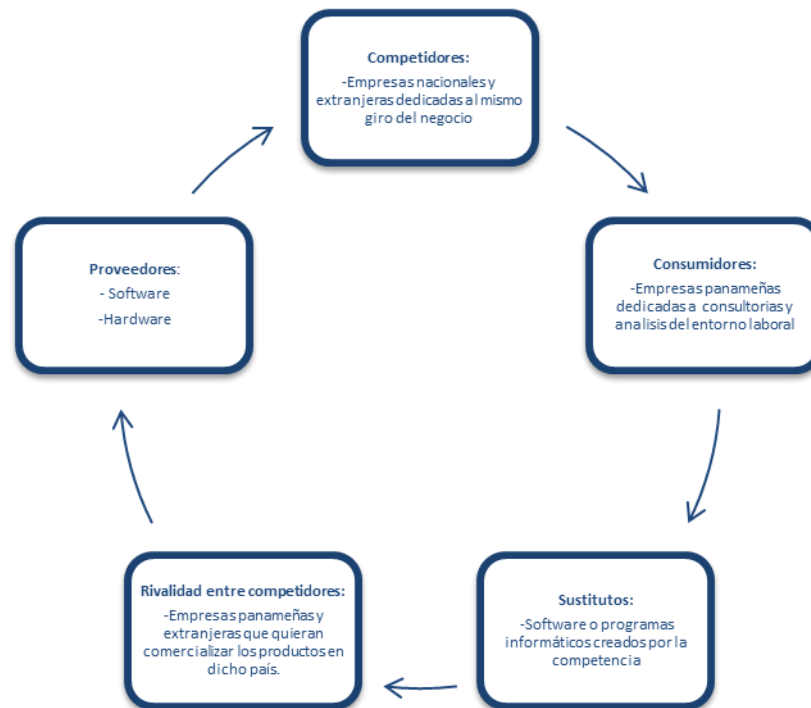 Competidores:
-Empresas nacionales y
extranjeras dedicadas al mismo
giro del negocio
Consumidores:
-Empresas panameñas
dedicadas a consultorias y
analisis del entorno laboral
Sustitutos:
-Software o programas
informáticos creados por la
competencia
Rivalidad entre competidores:
-Empresas panameñas y
extranjeras que quieran
comercializar los productos en
dicho país.
Proveedores:
- Software
-Hardware